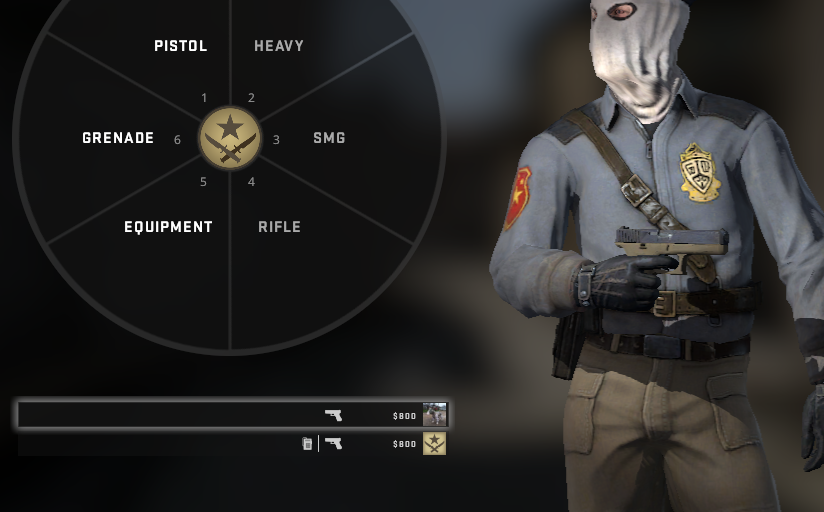 PISTOL HEAVY
1 2
GRENADE 6 3 SMG
5 4
EQUIPMENT RIFLE
$800
$800